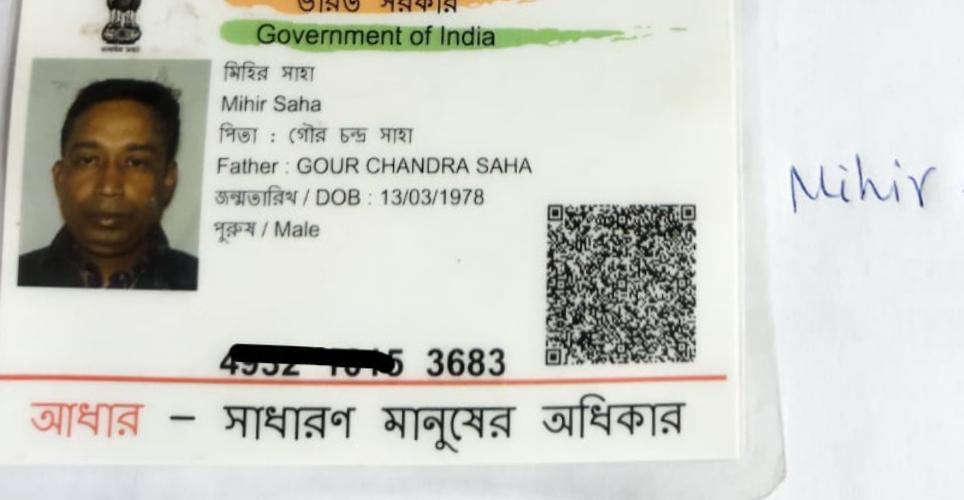 ভারত সরকার
Government of India
মিহির সাহা
Mihir Saha
পিতা : গৌর চন্দ্র সাহা
Father : GOUR CHANDRA SAHA
জন্মতারিখ / DOB : 13/03/1978
পুরুষ / Male
Mihir
3683
আধার – সাধারণ মানুষের অধিকার